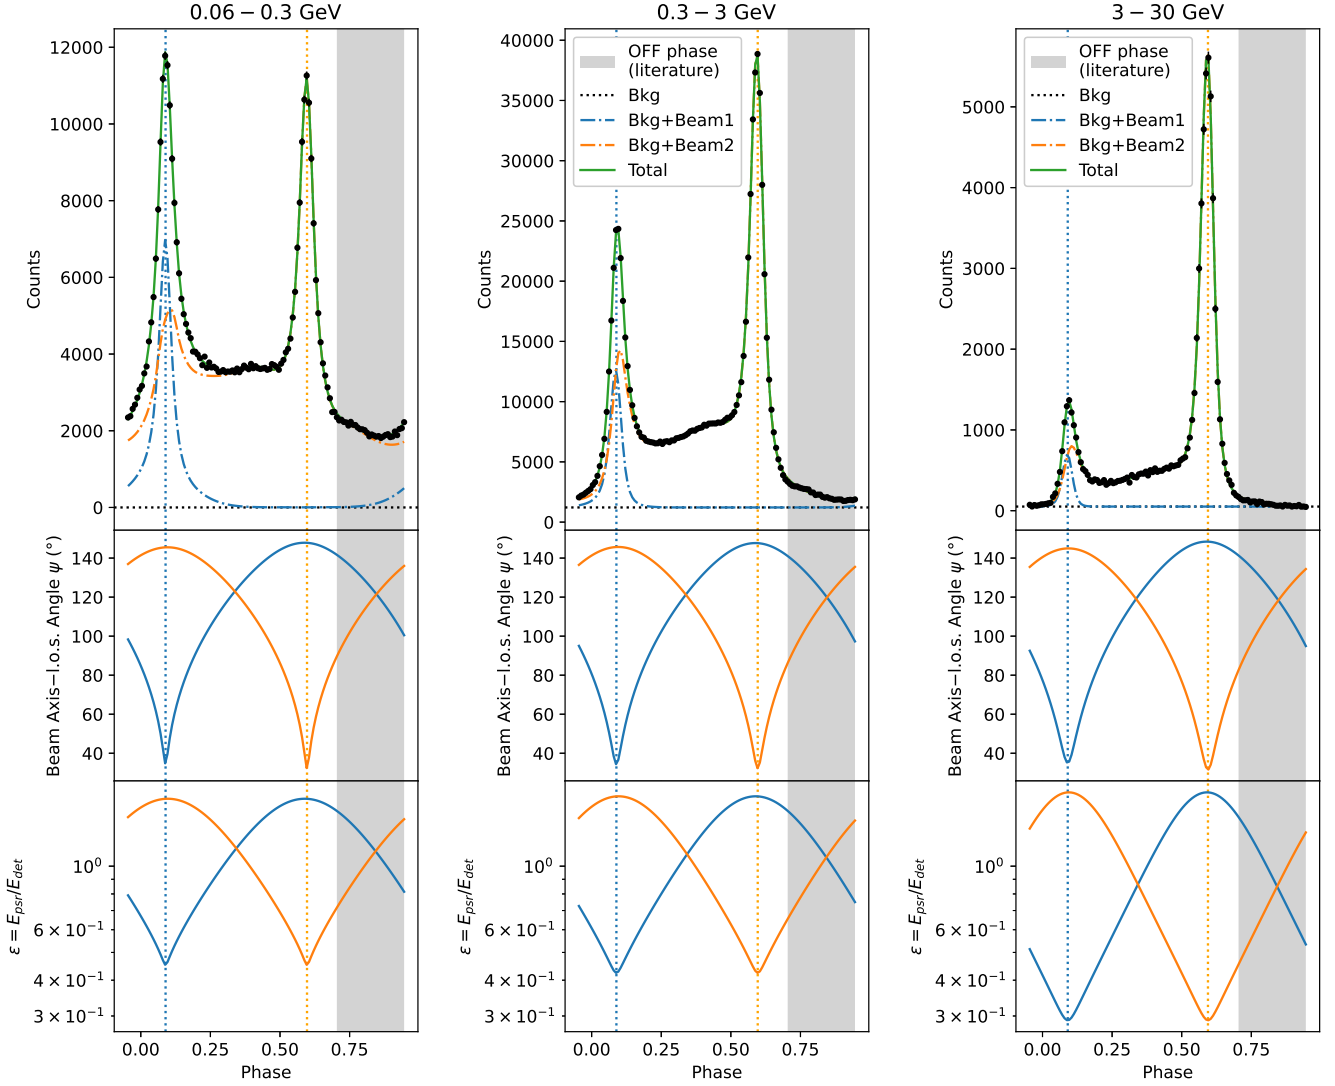 0.06 − 0.3 GeV
12000
10000
8000
6000
4000
2000
0
Counts
140
120
100
80
60
40
Beam Axis−l.o.s. Angle ψ (°)
10⁰
6 × 10⁻¹
4 × 10⁻¹
3 × 10⁻¹
ε = E_psr/E_det
0.00 0.25 0.50 0.75
Phase
0.3 − 3 GeV
OFF phase
(literature)
Bkg
Bkg+Beam1
Bkg+Beam2
Total
40000
35000
30000
25000
20000
15000
10000
5000
0
Counts
140
120
100
80
60
40
Beam Axis−l.o.s. Angle ψ (°)
10⁰
6 × 10⁻¹
4 × 10⁻¹
3 × 10⁻¹
ε = E_psr/E_det
0.00 0.25 0.50 0.75
Phase
3 − 30 GeV
OFF phase
(literature)
Bkg
Bkg+Beam1
Bkg+Beam2
Total
5000
4000
3000
2000
1000
0
Counts
140
120
100
80
60
40
Beam Axis−l.o.s. Angle ψ (°)
10⁰
6 × 10⁻¹
4 × 10⁻¹
3 × 10⁻¹
ε = E_psr/E_det
0.00 0.25 0.50 0.75
Phase